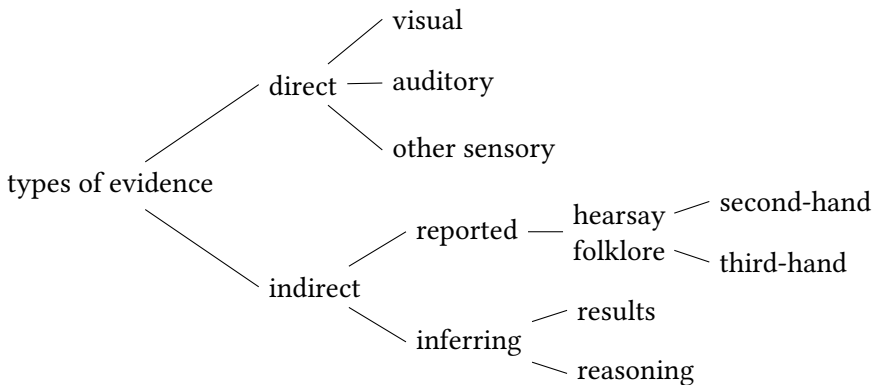 visual
direct
auditory
other sensory
types of evidence
second-hand
hearsay
reported
folklore
third-hand
indirect
results
inferring
reasoning